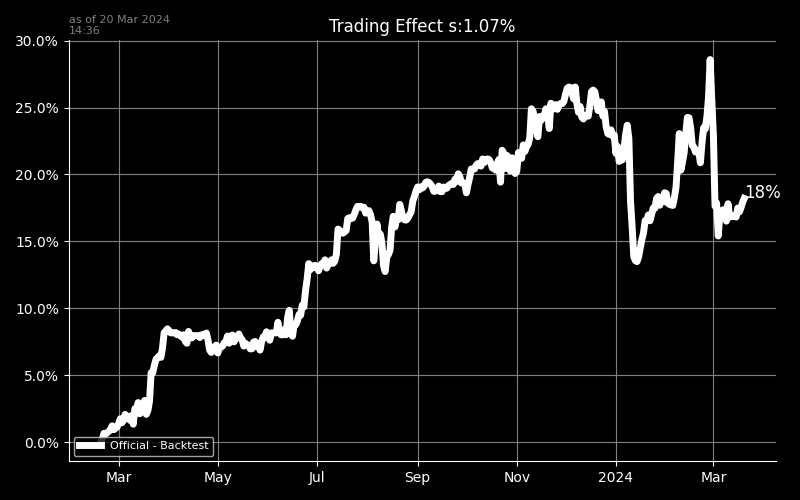 as of 20 Mar 2024
14:36
Trading Effect s:1.07%
30.0%
25.0%
20.0%
15.0%
10.0%
5.0%
0.0%
18%
Official - Backtest
Mar
May
Jul
Sep
Nov
2024
Mar